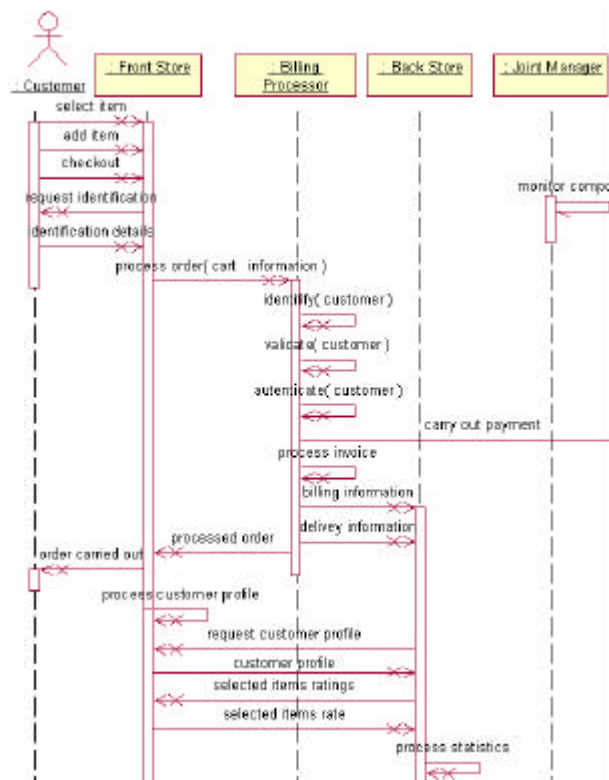 : Customer
: Front Store
: Billing
Processor
: Back Store
: Joint Manager
select item
add item
checkout
monitor compo
request identification
identification details
process order( cart information )
identify( customer )
validate( customer )
autenticate( customer )
carry out payment
process invoice
billing information
delivey information
processed order
order carried out
process customer profile
request customer profile
customer profile
selected items ratings
selected items rate
process statistics